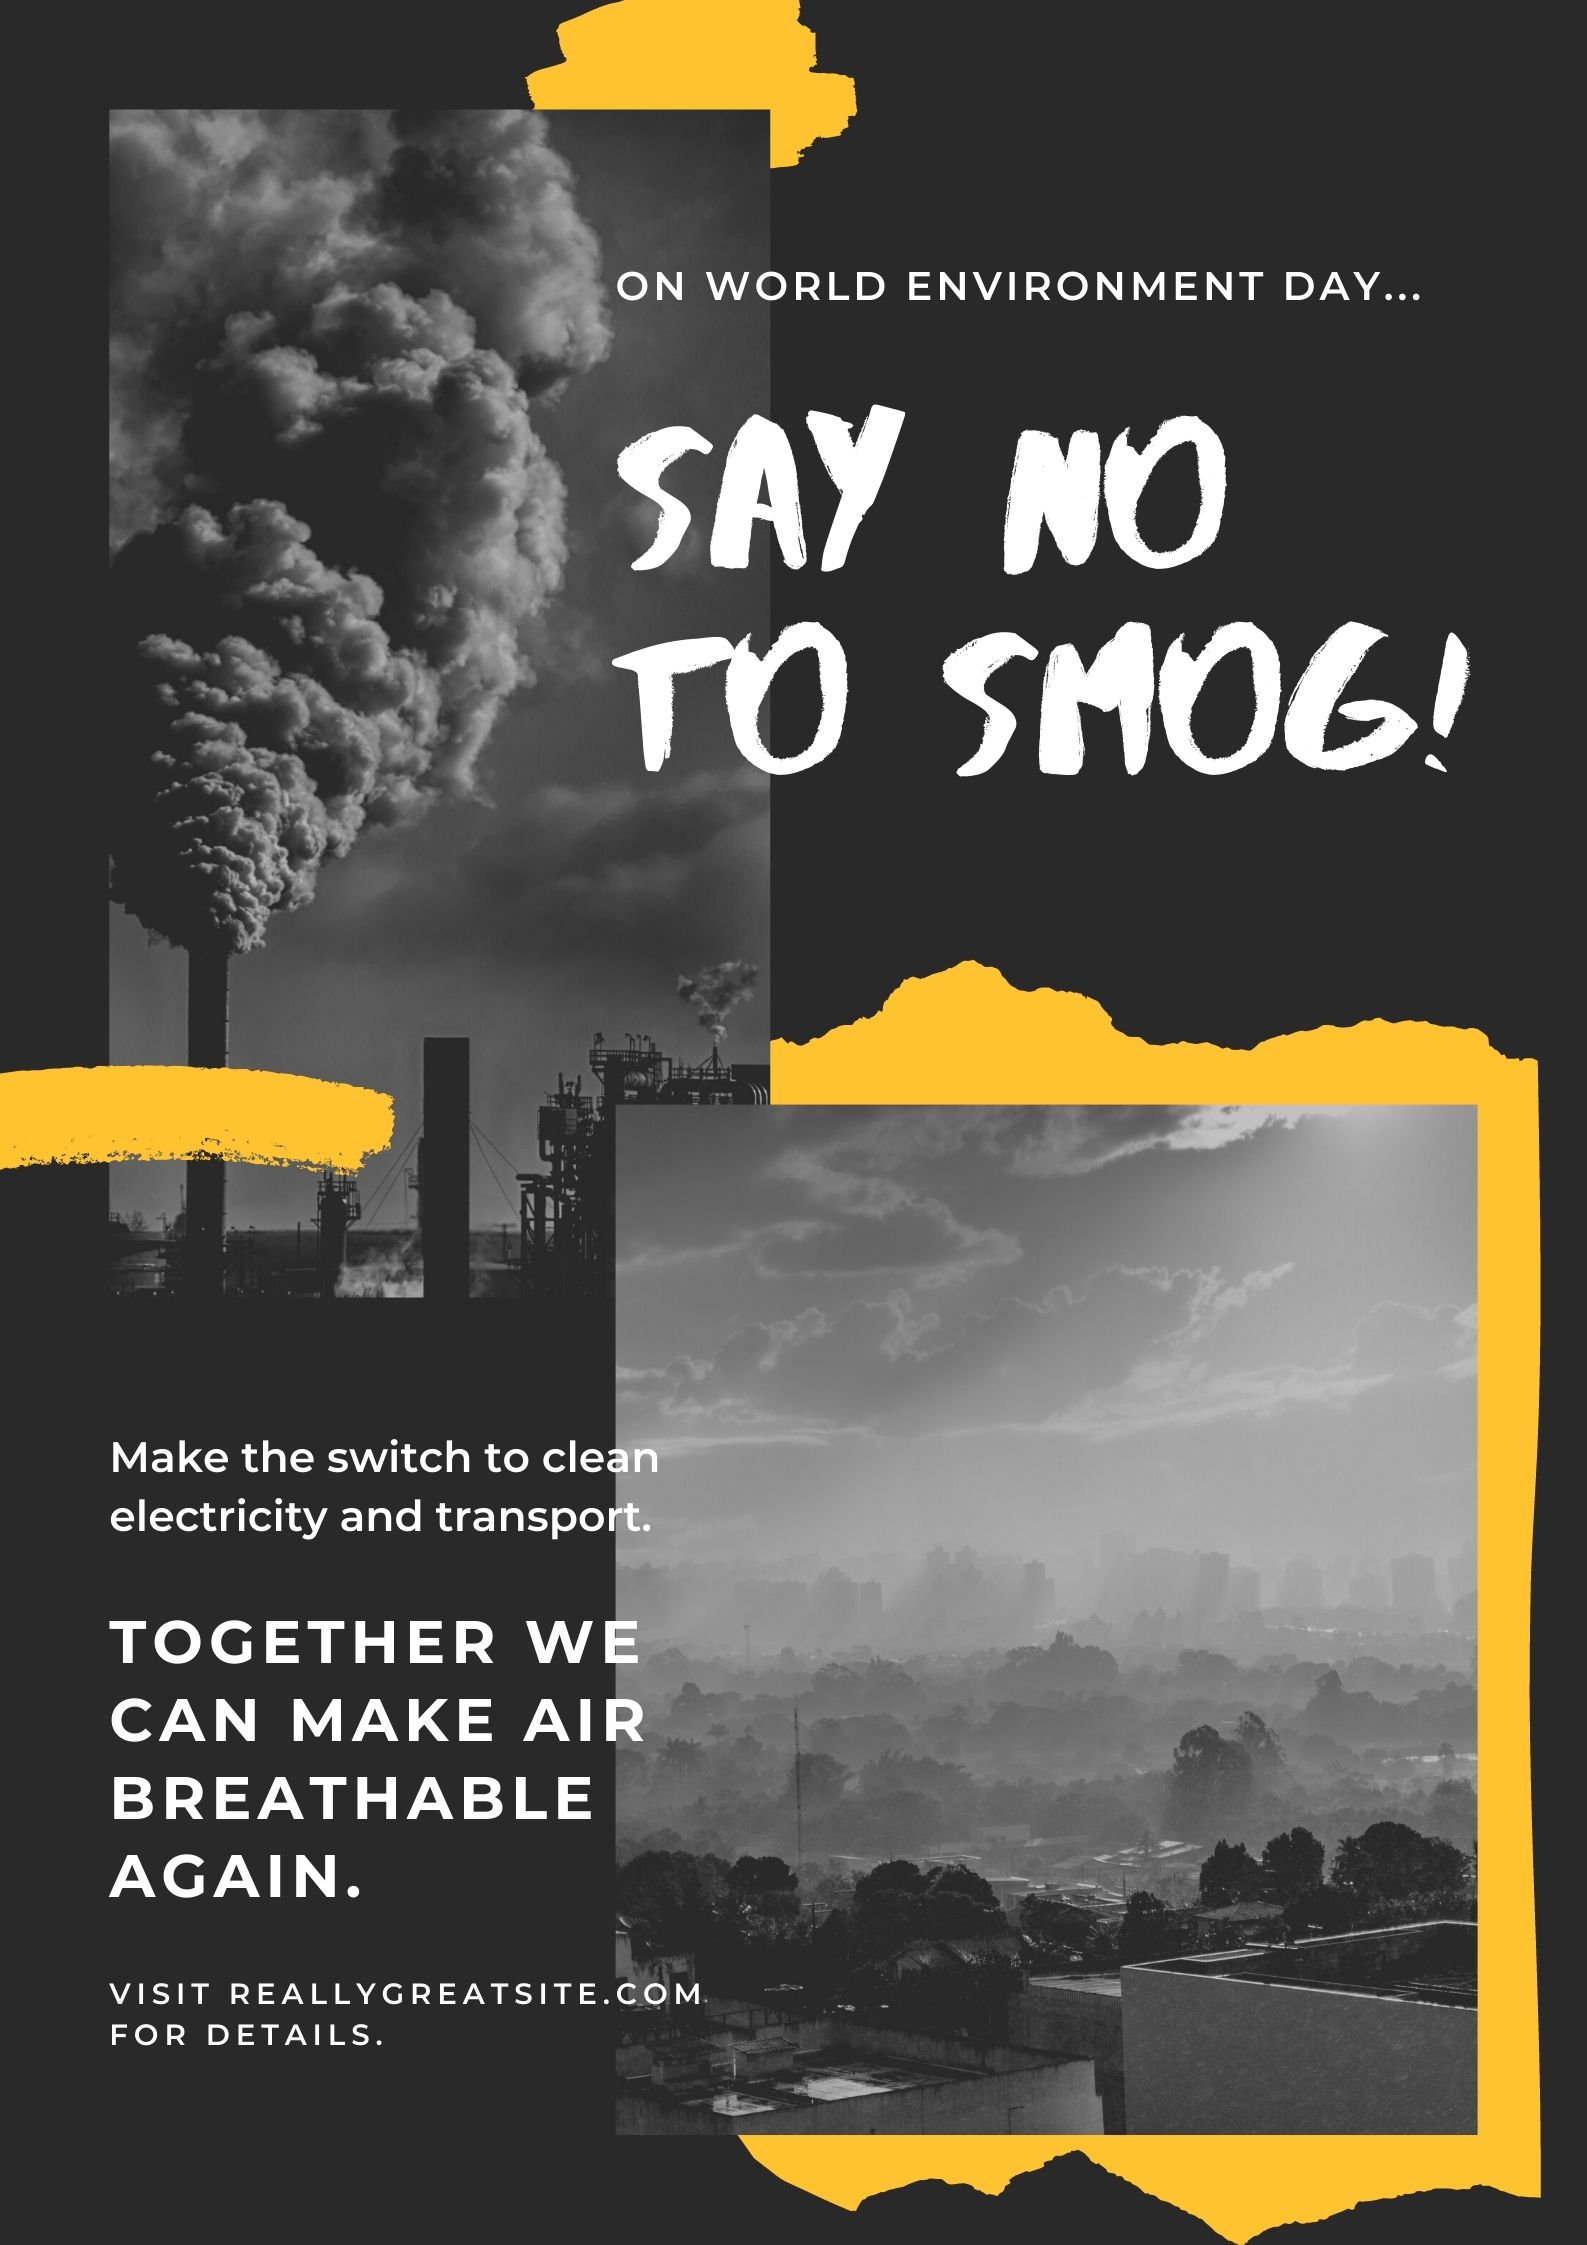 ON WORLD ENVIRONMENT DAY...
SAY NO
TO SMOG!
Make the switch to clean
electricity and transport.
TOGETHER WE
CAN MAKE AIR
BREATHABLE
AGAIN.
VISIT REALLYGREATSITE.COM
FOR DETAILS.